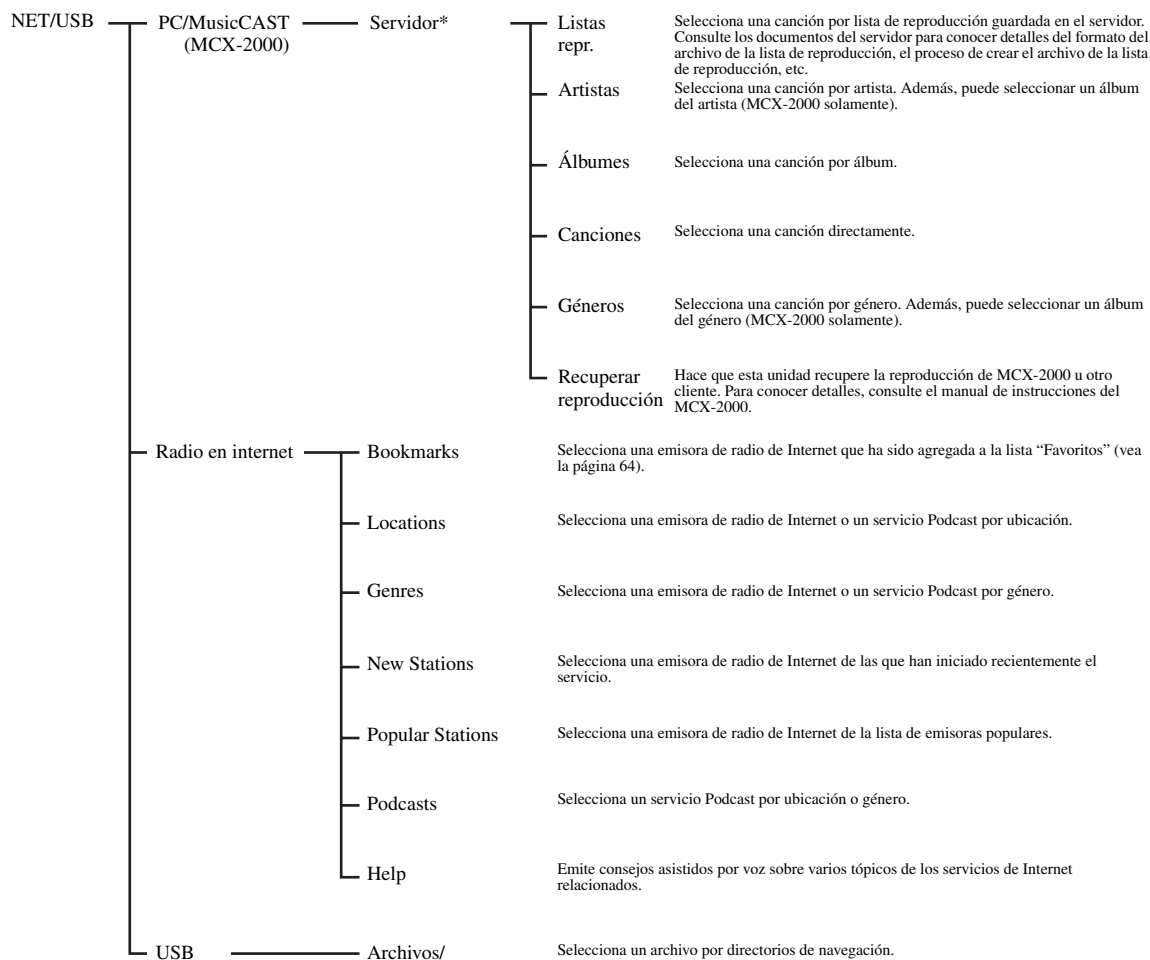 NET/USB
PC/MusicCAST
(MCX-2000)
Servidor*
Listas
repr.
Selecciona una canción por lista de reproducción guardada en el servidor.
Consulte los documentos del servidor para conocer detalles del formato del
archivo de la lista de reproducción, el proceso de crear el archivo de la lista
de reproducción, etc.
Artistas
Selecciona una canción por artista. Además, puede seleccionar un álbum
del artista (MCX-2000 solamente).
Álbumes
Selecciona una canción por álbum.
Canciones
Selecciona una canción directamente.
Géneros
Selecciona una canción por género. Además, puede seleccionar un álbum
del género (MCX-2000 solamente).
Recuperar
reproducción
Hace que esta unidad recupere la reproducción de MCX-2000 u otro
cliente. Para conocer detalles, consulte el manual de instrucciones del
MCX-2000.
Radio en internet
Bookmarks
Selecciona una emisora de radio de Internet que ha sido agregada a la lista “Favoritos” (vea
la página 64).
Locations
Selecciona una emisora de radio de Internet o un servicio Podcast por ubicación.
Genres
Selecciona una emisora de radio de Internet o un servicio Podcast por género.
New Stations
Selecciona una emisora de radio de Internet de las que han iniciado recientemente el
servicio.
Popular Stations
Selecciona una emisora de radio de Internet de la lista de emisoras populares.
Podcasts
Selecciona un servicio Podcast por ubicación o género.
Help
Emite consejos asistidos por voz sobre varios tópicos de los servicios de Internet
relacionados.
USB
Archivos/
Selecciona un archivo por directorios de navegación.